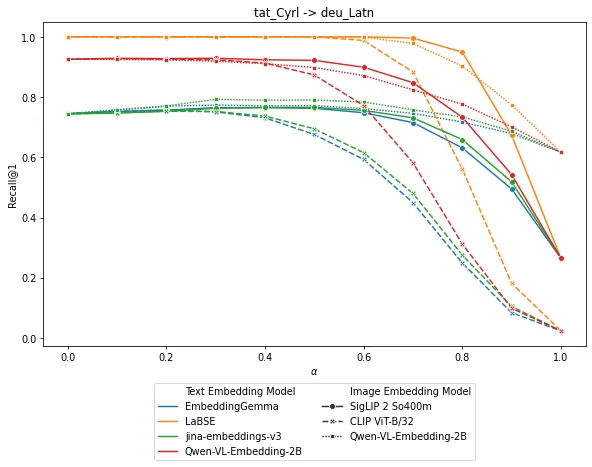 tat_Cyrl -> deu_Latn
Recall@1
1.0
0.8
0.6
0.4
0.2
0.0
0.0 0.2 0.4 0.6 0.8 1.0
α
Text Embedding Model
EmbeddingGemma
LaBSE
jina-embeddings-v3
Qwen-VL-Embedding-2B
Image Embedding Model
SigLIP 2 So400m
CLIP ViT-B/32
Qwen-VL-Embedding-2B